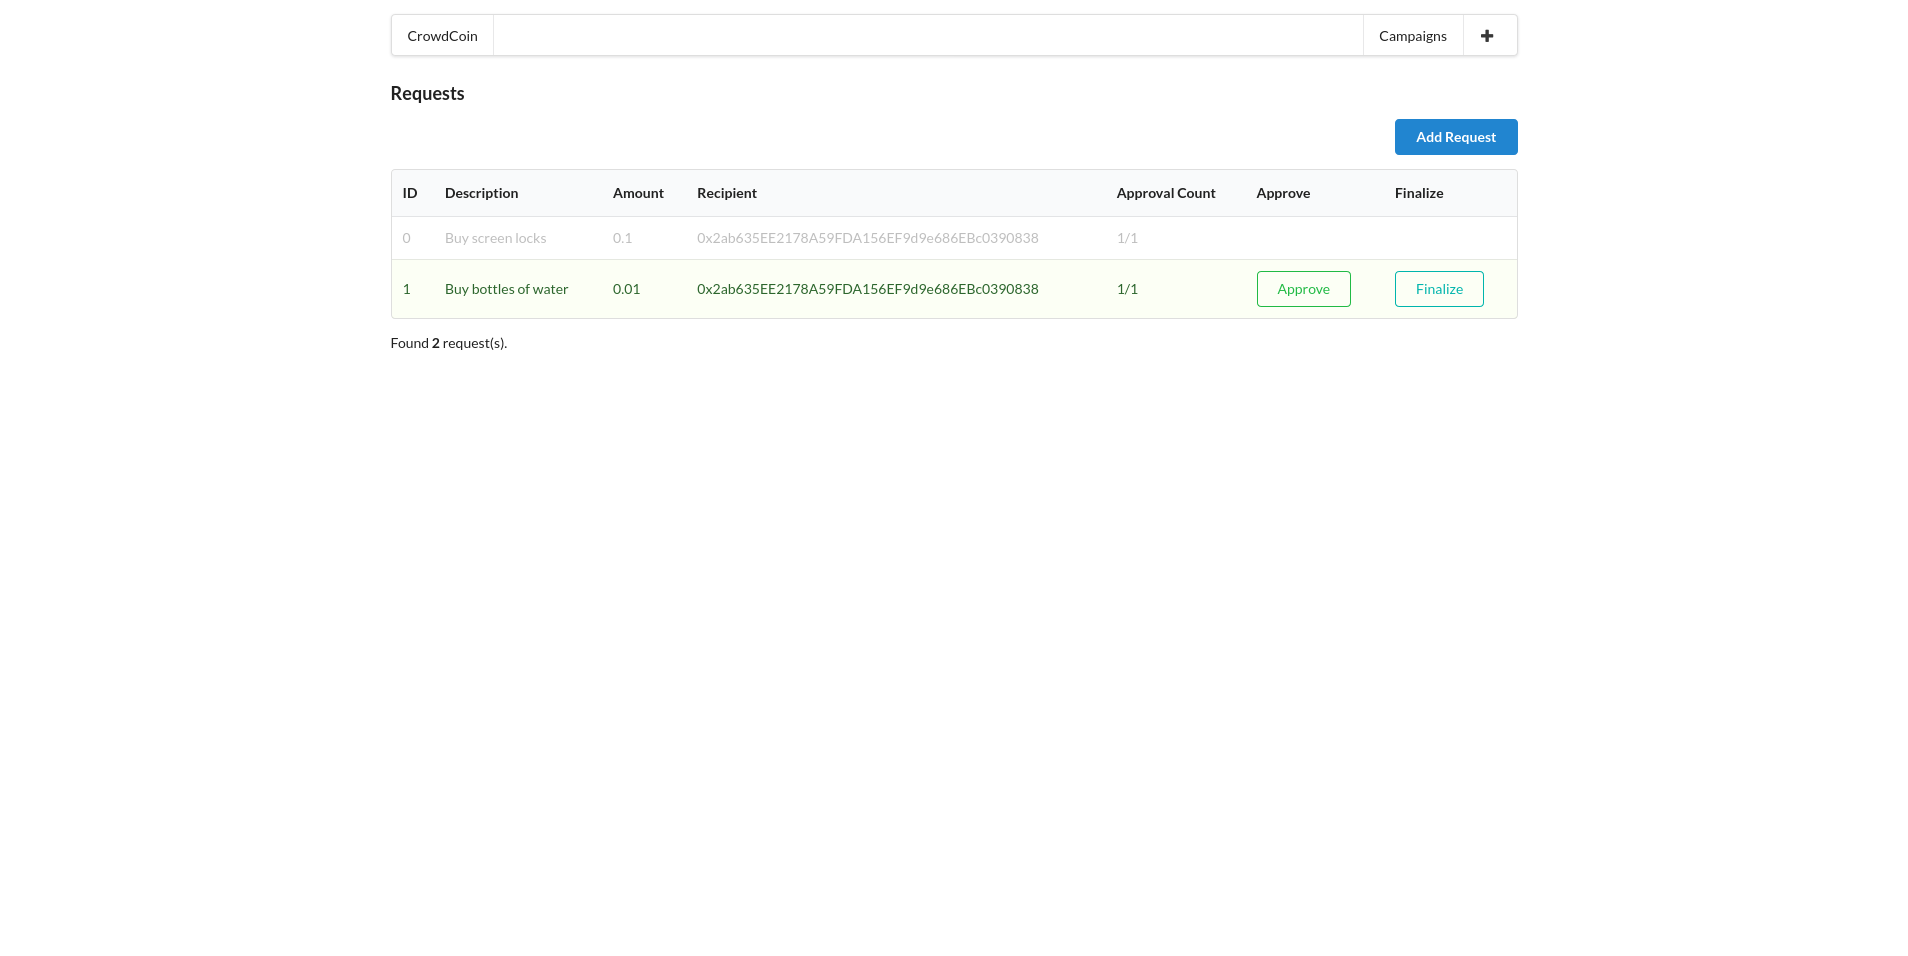 CrowdCoin Campaigns
Requests
Add Request
ID Description Amount Recipient Approval Count Approve Finalize
0 Buy screen locks 0.1 0x2ab635EE2178A59FDA156EF9d9e686EBc0390838 1/1
1 Buy bottles of water 0.01 0x2ab635EE2178A59FDA156EF9d9e686EBc0390838 1/1 Approve Finalize
Found 2 request(s).